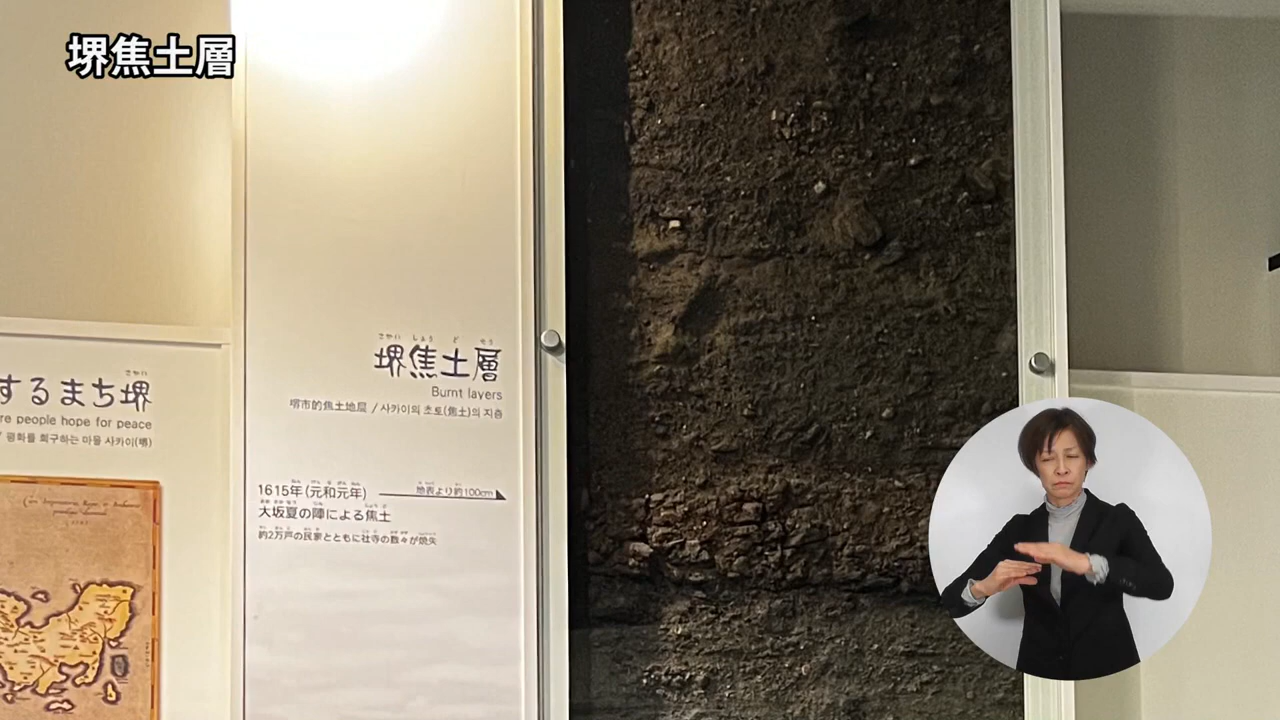 堺焦土層
さかい しょう ど そう
堺焦土層
Burnt layers
堺市的焦土地层 / 사카이의 초토(焦土)의 지층
1615年(元和元年)
地表より約100cm
大坂夏の陣による焦土
約2万戸の民家とともに社寺の数々が焼失
さかい
するまち堺
re people hope for peace
평화를 희구하는 마을 사카이(堺)